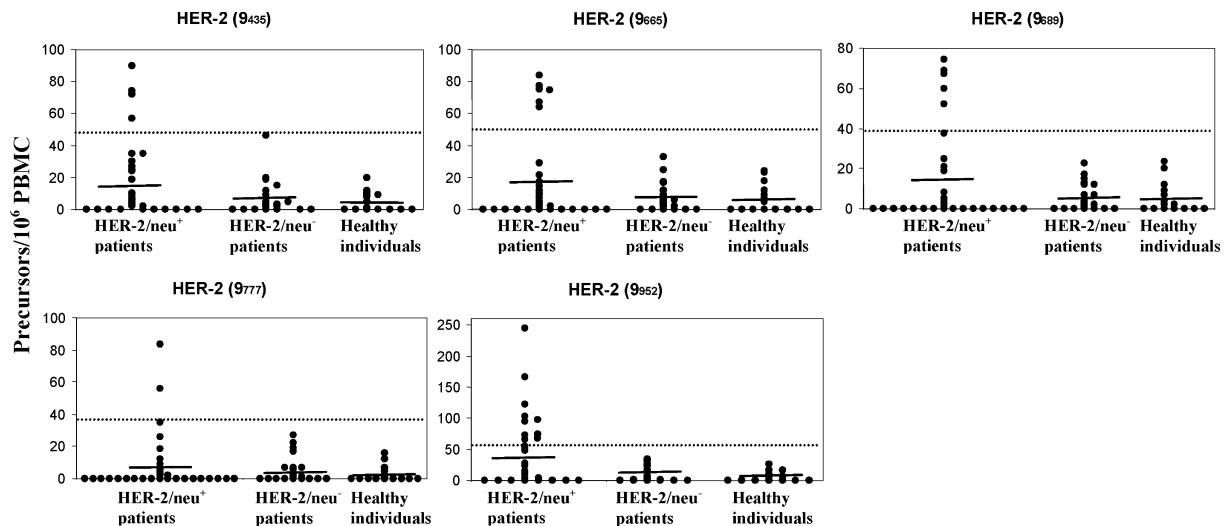 HER-2 (9435)
HER-2 (9665)
HER-2 (9689)
Precursors/10⁶ PBMC
100
80
60
40
20
0
HER-2/neu⁺ patients
HER-2/neu⁻ patients
Healthy individuals
100
80
60
40
20
0
HER-2/neu⁺ patients
HER-2/neu⁻ patients
Healthy individuals
80
60
40
20
0
HER-2/neu⁺ patients
HER-2/neu⁻ patients
Healthy individuals
HER-2 (9777)
HER-2 (9952)
100
80
60
40
20
0
HER-2/neu⁺ patients
HER-2/neu⁻ patients
Healthy individuals
250
200
150
100
50
0
HER-2/neu⁺ patients
HER-2/neu⁻ patients
Healthy individuals